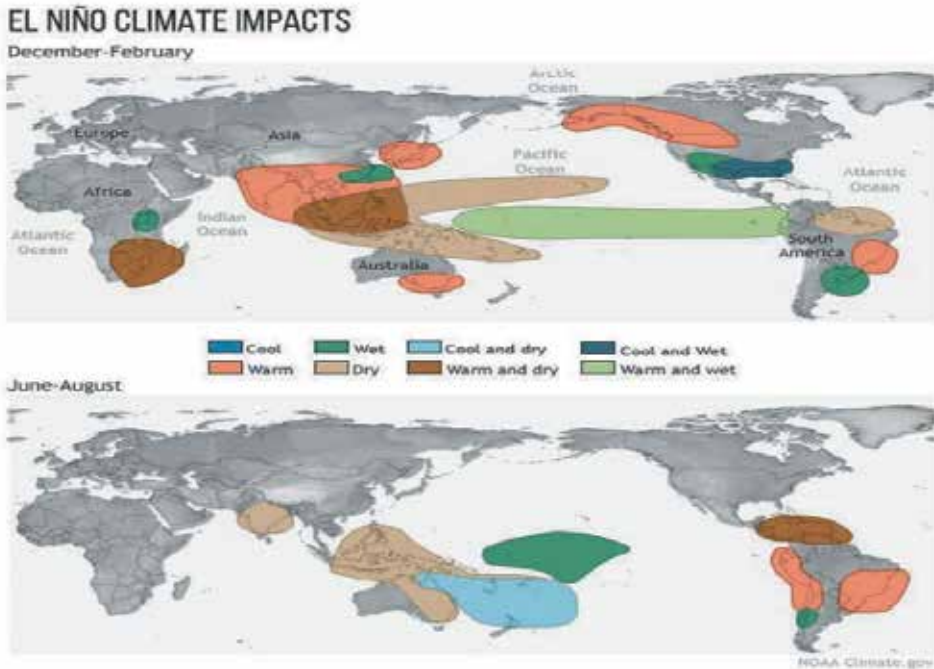 EL NIÑO CLIMATE IMPACTS
December-February
Arctic
Ocean
Europe
Asia
Pacific
Ocean
Atlantic
Ocean
Africa
Indian
Ocean
Atlantic
Ocean
South
America
Australia
Cool
Wet
Cool and dry
Cool and Wet
Warm
Dry
Warm and dry
Warm and wet
June-August
NOAA Climate.gov